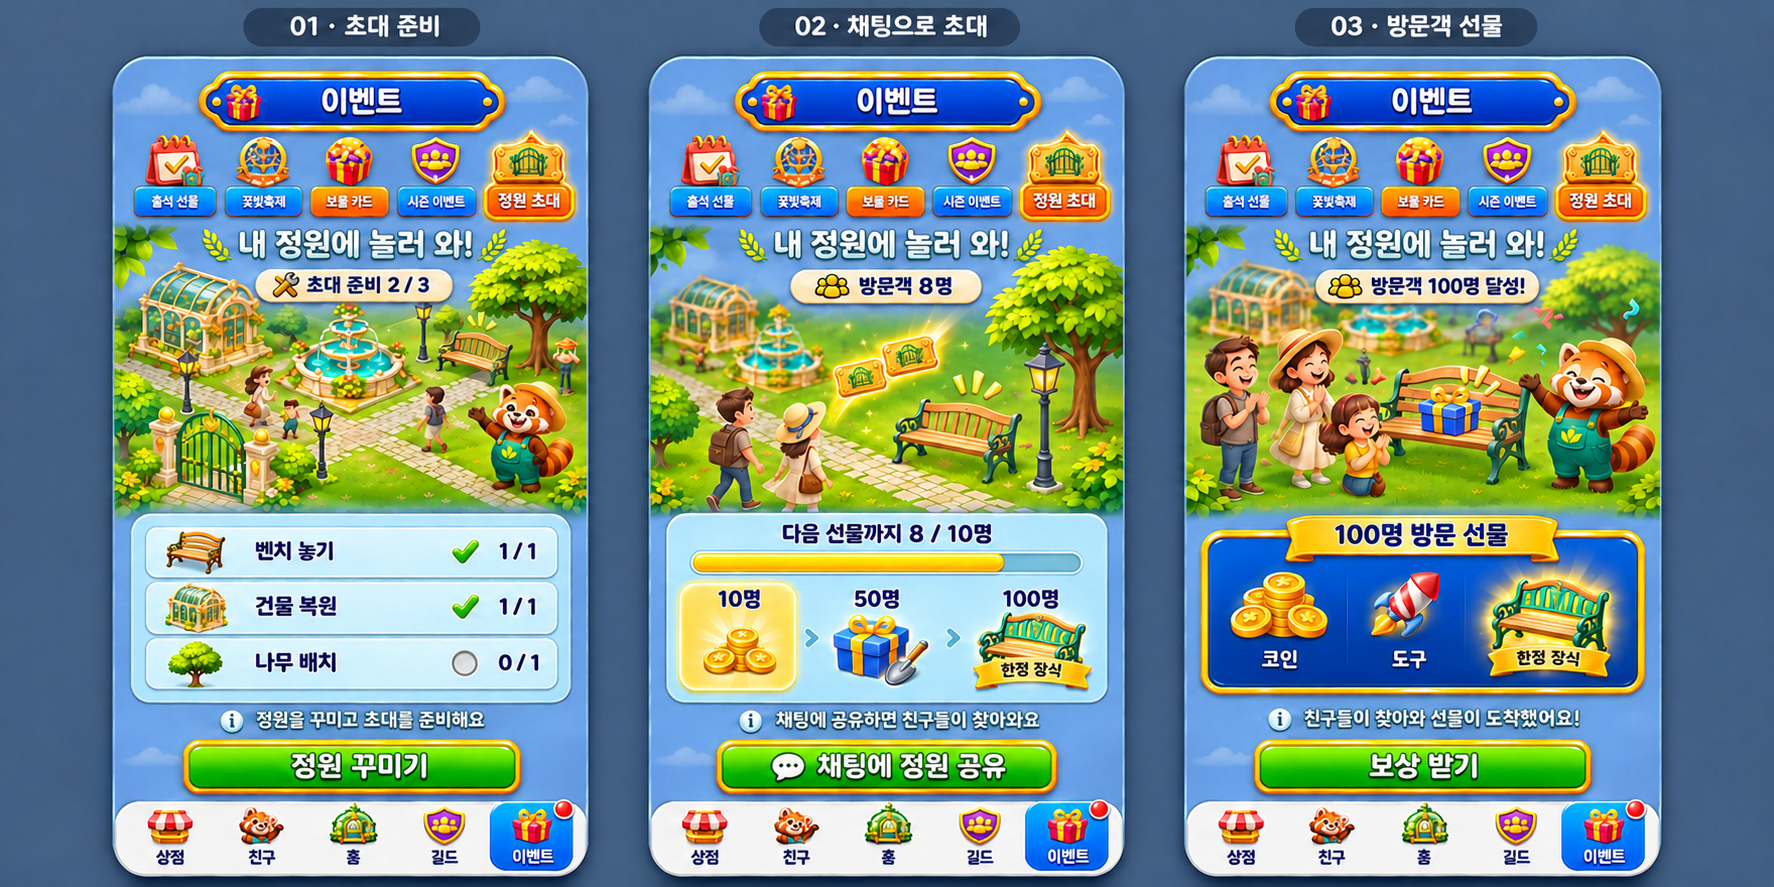 01 · 초대 준비
이벤트
출석 선물
꽃빛축제
보물 카드
시즌 이벤트
정원 초대
내 정원에 놀러 와!
초대 준비 2 / 3
벤치 놓기 1 / 1
건물 복원 1 / 1
나무 배치 0 / 1
정원을 꾸미고 초대를 준비해요
정원 꾸미기
상점
친구
홈
길드
이벤트
02 · 채팅으로 초대
이벤트
출석 선물
꽃빛축제
보물 카드
시즌 이벤트
정원 초대
내 정원에 놀러 와!
방문객 8명
다음 선물까지 8 / 10명
10명
50명
100명
한정 장식
채팅에 공유하면 친구들이 찾아와요
채팅에 정원 공유
상점
친구
홈
길드
이벤트
03 · 방문객 선물
이벤트
출석 선물
꽃빛축제
보물 카드
시즌 이벤트
정원 초대
내 정원에 놀러 와!
방문객 100명 달성!
100명 방문 선물
코인
도구
한정 장식
친구들이 찾아와 선물이 도착했어요!
보상 받기
상점
친구
홈
길드
이벤트